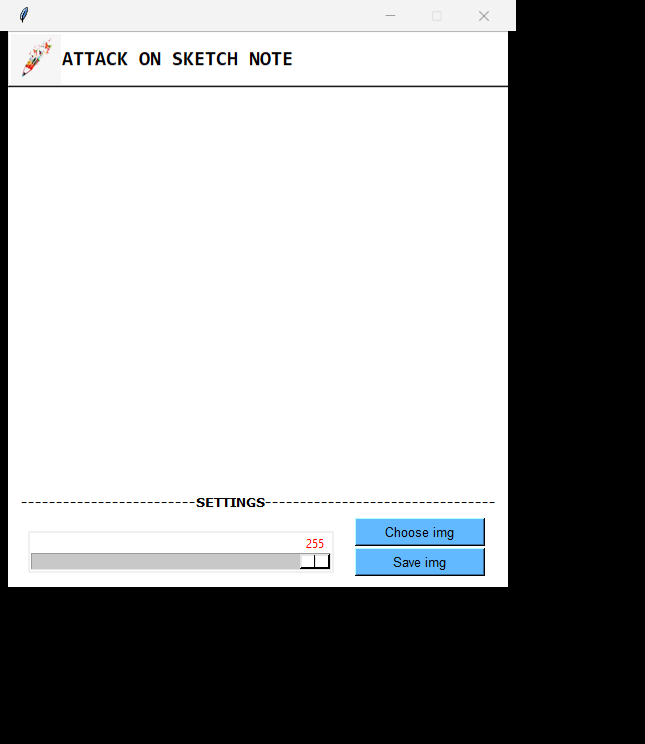 ATTACK ON SKETCH NOTE
-------------------------SETTINGS---------------------------------
255
Choose img
Save img